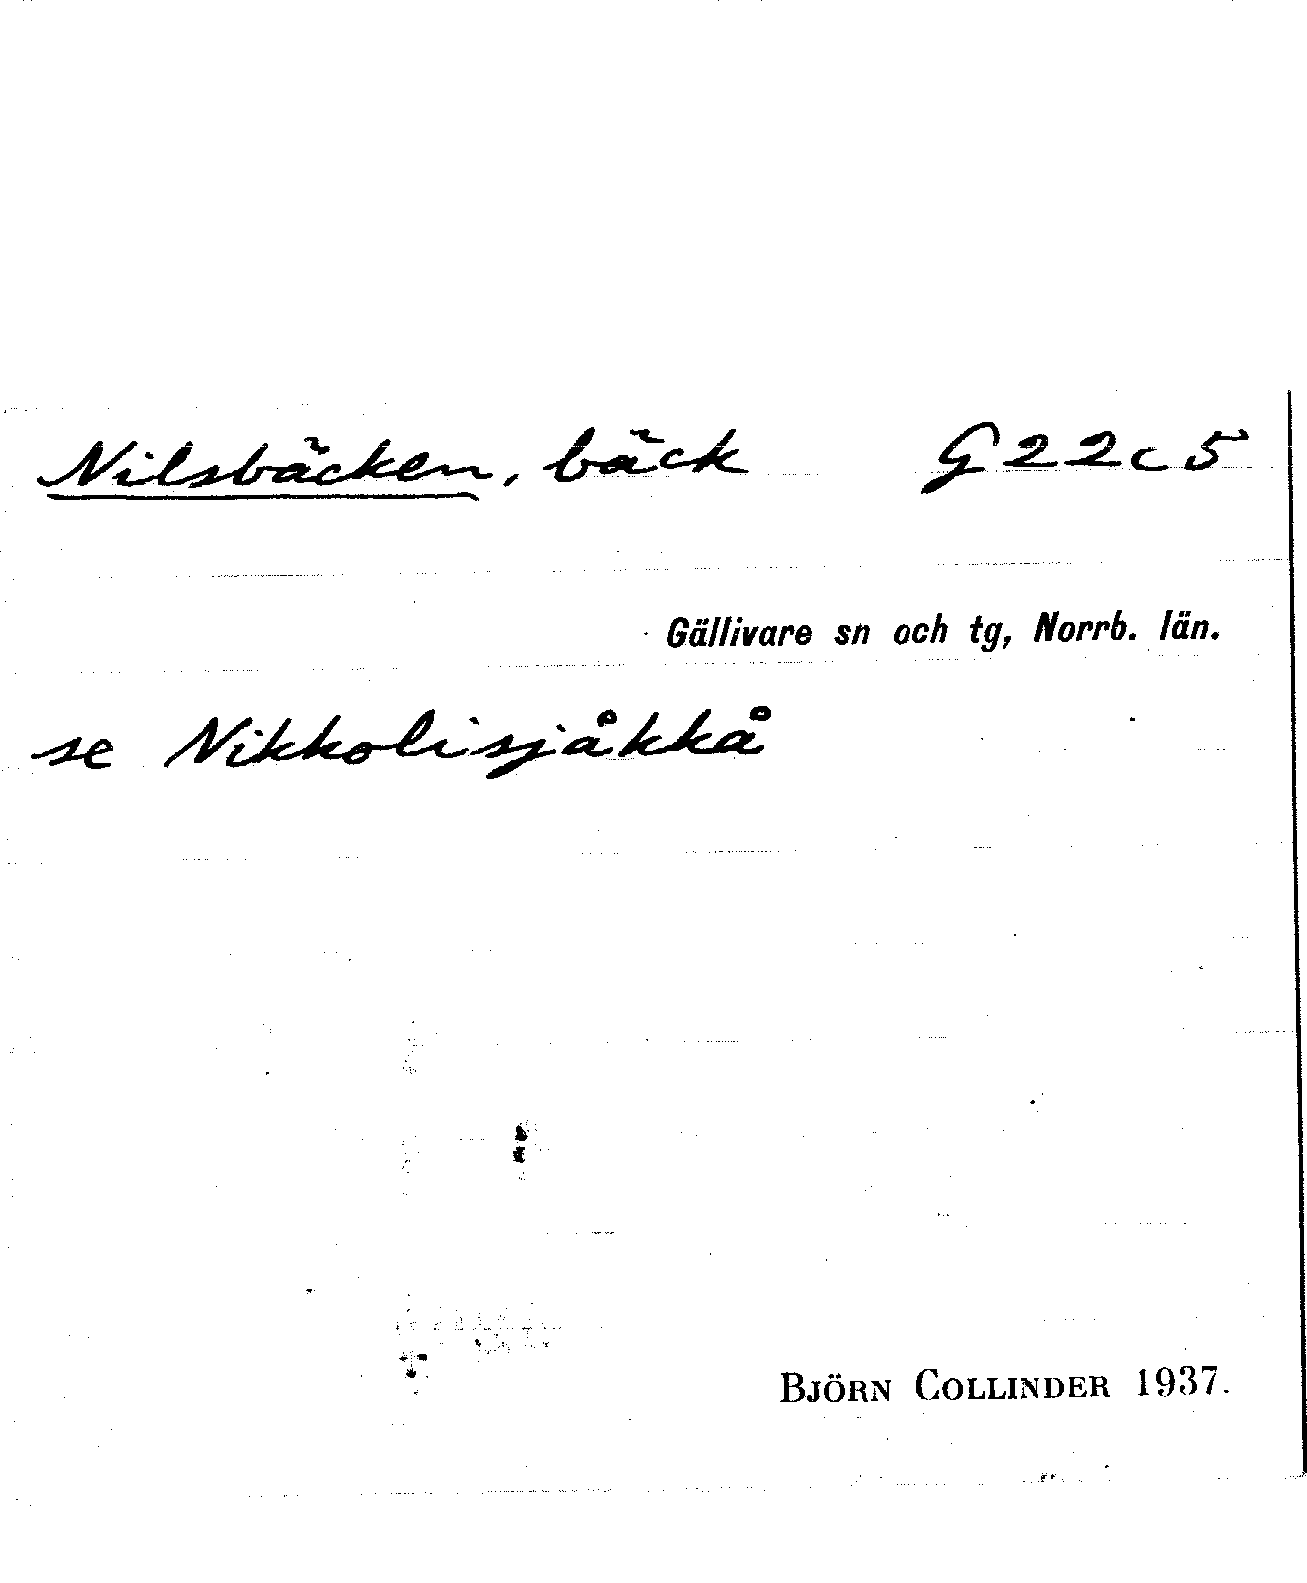 Nilsbäcken, bäck G22c5
Gällivare sn och tg, Norrb. län.
se Nikkolisjåkkå
BJÖRN COLLINDER 1937.